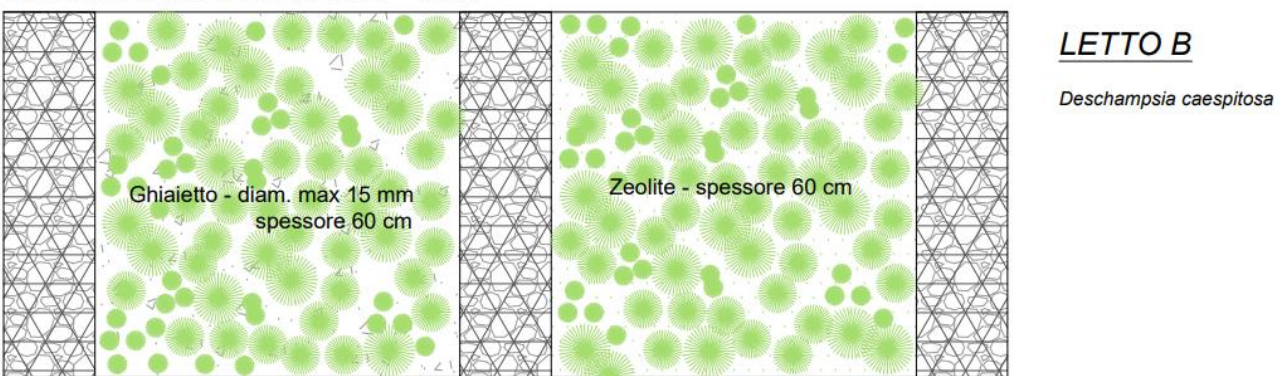 LETTO B
Deschampsia caespitosa
Ghiaietto - diam. max 15 mm
spessore 60 cm
Zeolite - spessore 60 cm